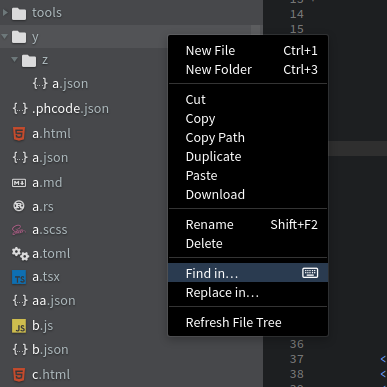 tools
y
z
a.json
.phcode.json
a.html
a.json
a.md
a.rs
a.scss
a.toml
a.tsx
aa.json
b.js
b.json
c.html
New File Ctrl+1
New Folder Ctrl+3
Cut
Copy
Copy Path
Duplicate
Paste
Download
Rename Shift+F2
Delete
Find in…
Replace in…
Refresh File Tree
14
15
36
37 <
38 <